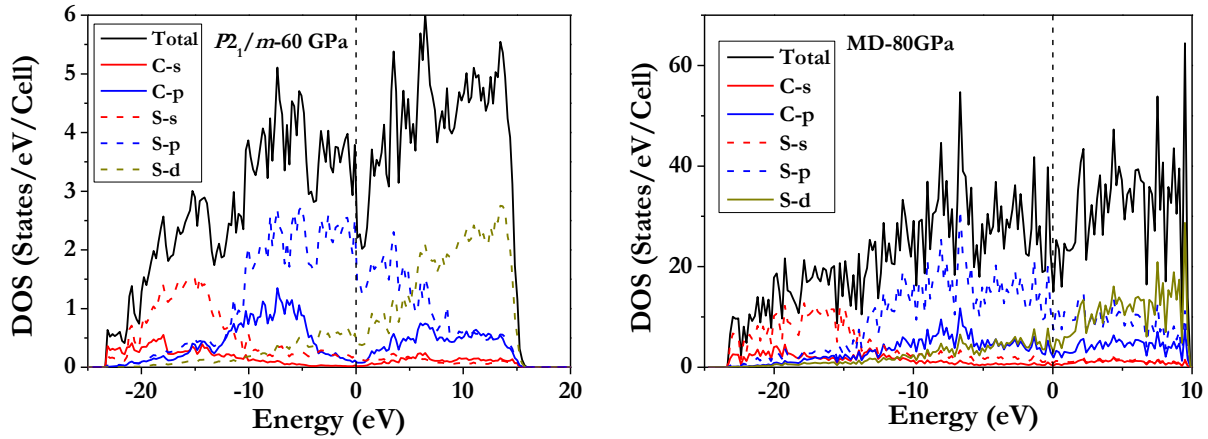 DOS (States/eV/Cell)
6
5
4
3
2
1
0
Total
C-s
C-p
S-s
S-p
S-d
P2₁/m-60 GPa
-20
-10
0
10
20
Energy (eV)
DOS (States/eV/Cell)
60
40
20
0
Total
C-s
C-p
S-s
S-p
S-d
MD-80GPa
-20
-10
0
10
Energy (eV)